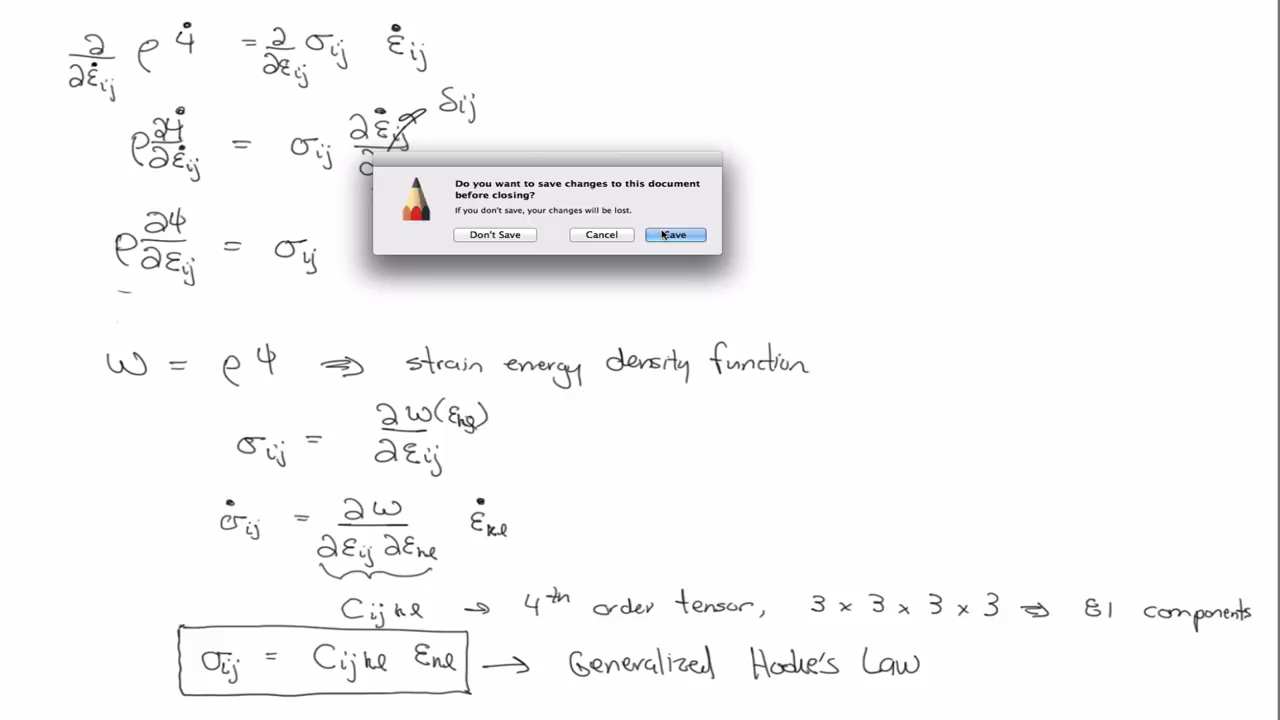 ∂/∂ε̇ij ρ ψ̇ = ∂/∂ε̇ij σij ε̇ij
ρ ∂ψ̇/∂ε̇ij = σij ∂ε̇ij/∂ δij
ρ ∂ψ/∂εij = σij
Do you want to save changes to this document
before closing?
If you don't save, your changes will be lost.
Don't Save Cancel Save
w = ρ ψ ⇒ strain energy density function
σij = ∂w(εkl)/∂εij
σ̇ij = ∂w/∂εij ∂εkl ε̇kl
Cijkl → 4th order tensor, 3 × 3 × 3 × 3 ⇒ 81 components
σij = Cijkl εkl → Generalized Hooke's Law